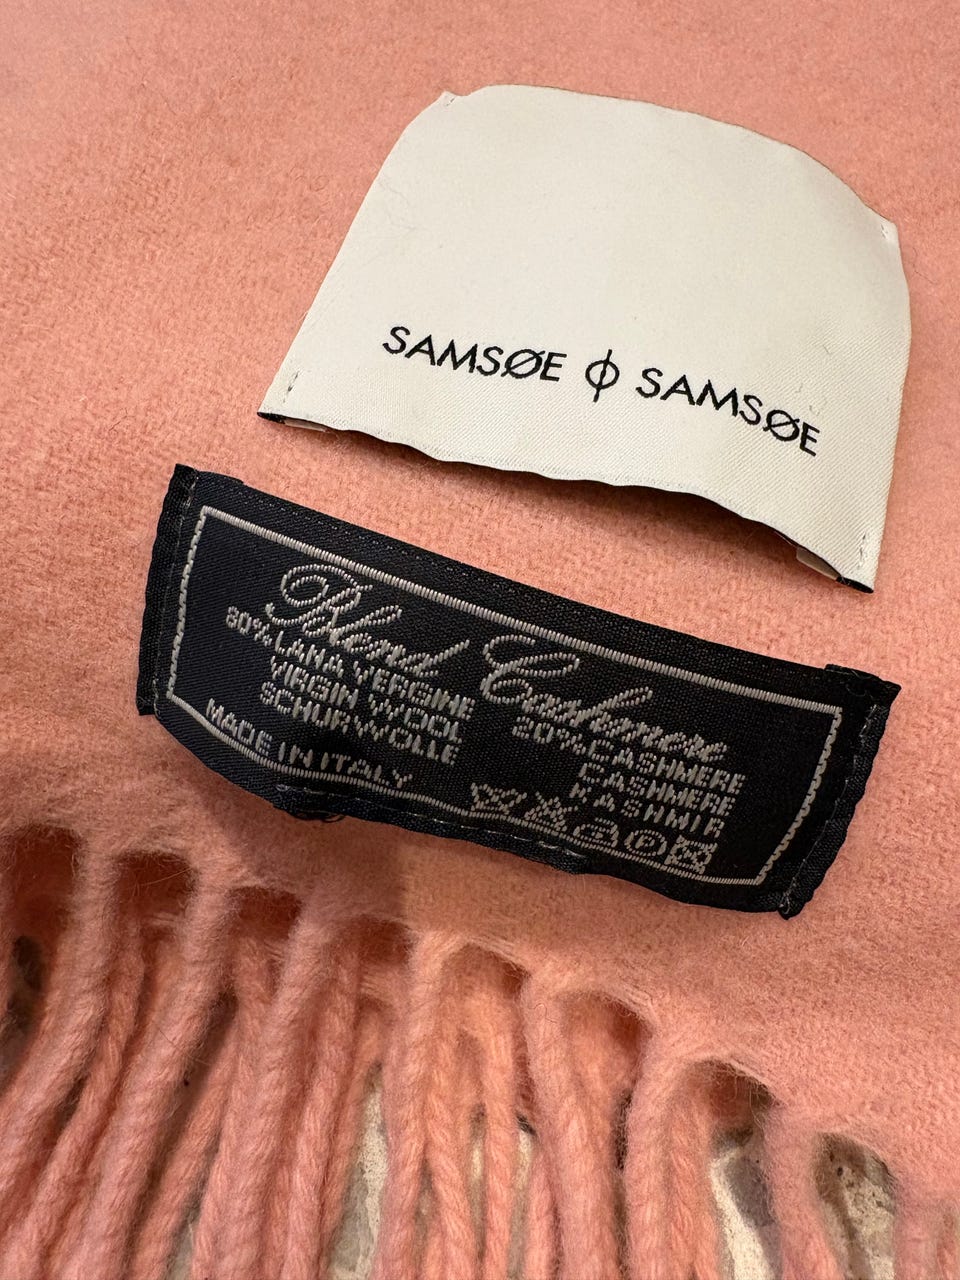 SAMSØE ϕ SAMSØE
Blend Cashmere
80% LANA VERGINE
VIRGIN WOOL
SCHURWOLLE
20% CASHMERE
CASHMERE
KASHMIR
MADE IN ITALY